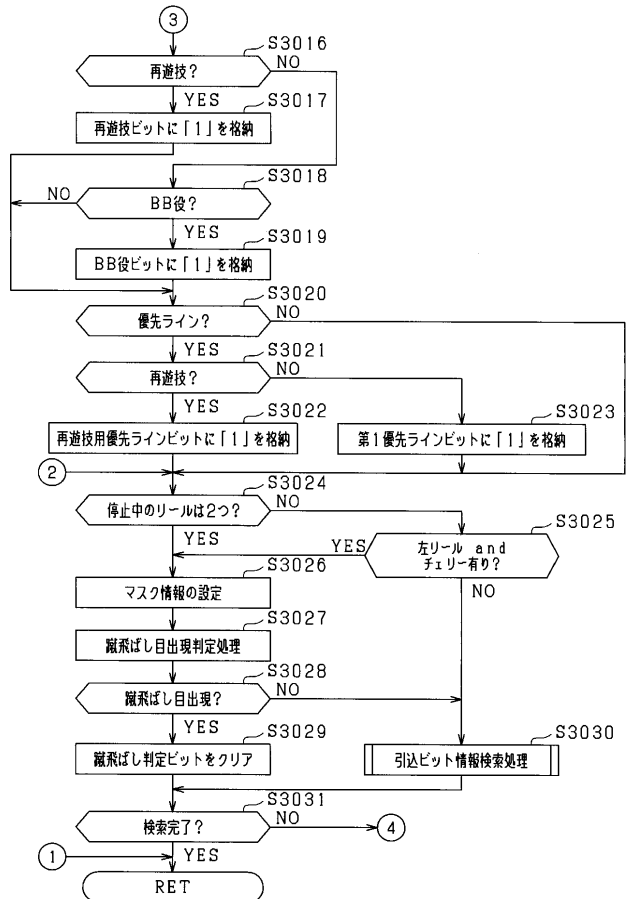 3
S3016
再遊技?
NO
YES
S3017
再遊技ビットに「1」を格納
S3018
NO
BB役?
YES
S3019
BB役ビットに「1」を格納
S3020
優先ライン?
NO
YES
S3021
再遊技?
NO
YES
S3022
再遊技用優先ラインビットに「1」を格納
S3023
第1優先ラインビットに「1」を格納
2
S3024
停止中のリールは2つ?
NO
YES
S3025
YES
左リール and
チェリー有り?
NO
S3026
マスク情報の設定
S3027
蹴飛ばし目出現判定処理
S3028
蹴飛ばし目出現?
NO
YES
S3029
蹴飛ばし判定ビットをクリア
S3030
引込ビット情報検索処理
S3031
検索完了?
NO
4
1
YES
RET